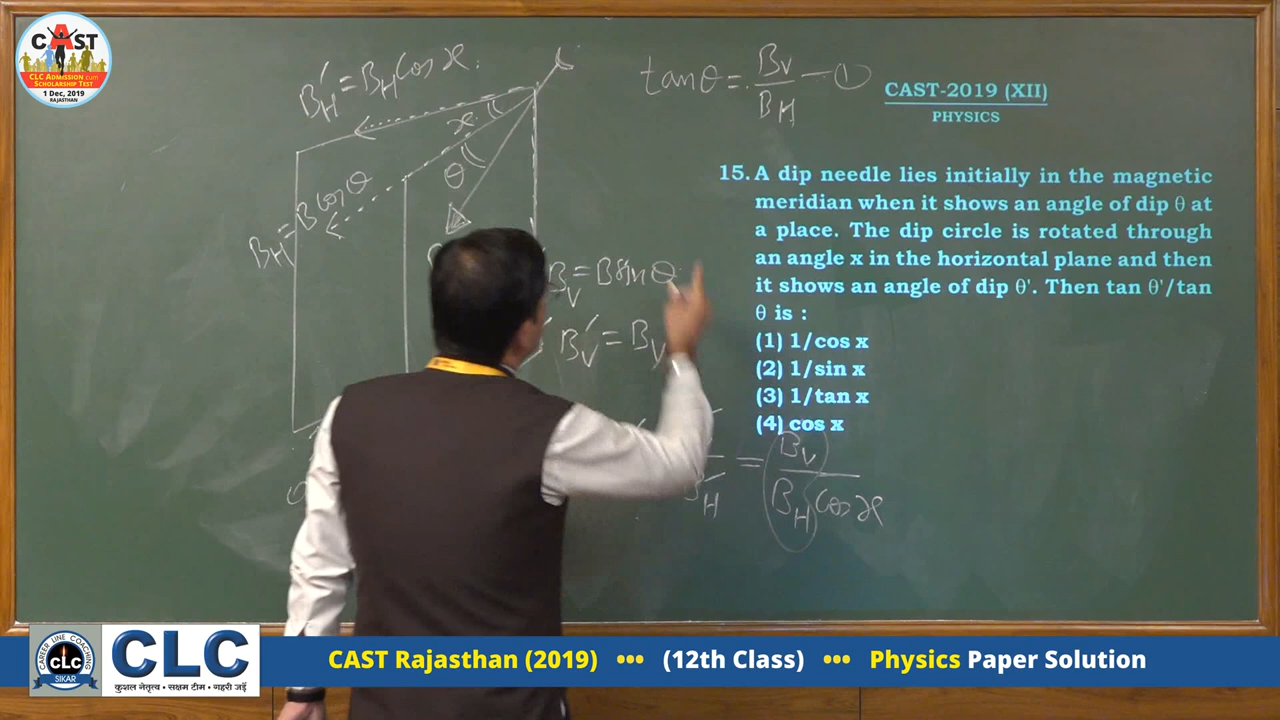 CAST
CLC ADMISSION cum
SCHOLARSHIP TEST
1 Dec, 2019
RAJASTHAN
B'H = BH cos x.
x
θ
BH = B cos θ
BV = B sin θ
B'V = BV
tan θ = BV / BH — ①
B'H = BV / BH cos x
CAST-2019 (XII)
PHYSICS
15. A dip needle lies initially in the magnetic
meridian when it shows an angle of dip θ at
a place. The dip circle is rotated through
an angle x in the horizontal plane and then
it shows an angle of dip θ'. Then tan θ'/tan
θ is :
(1) 1/cos x
(2) 1/sin x
(3) 1/tan x
(4) cos x
CAREER LINE COACHING
CLC
SIKAR
CLC
कुशल नेतृत्व • सक्षम टीम • गहरी जड़ें
CAST Rajasthan (2019) ••• (12th Class) ••• Physics Paper Solution